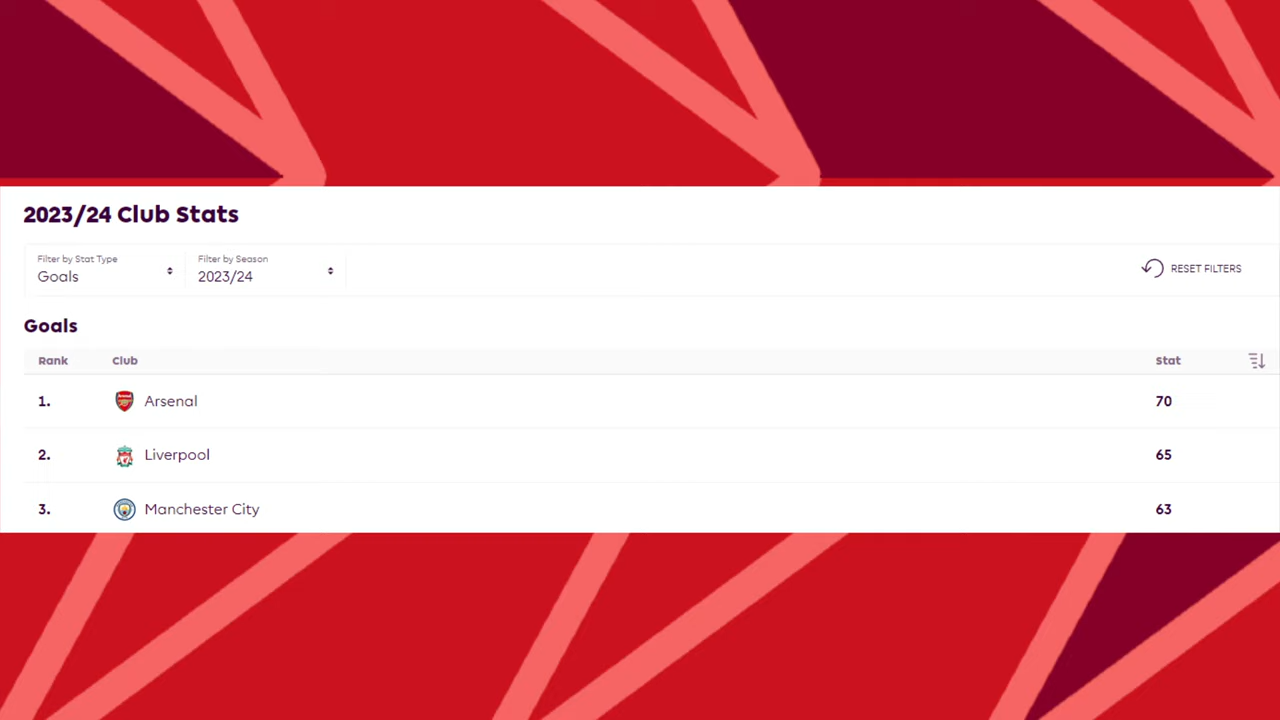 2023/24 Club Stats
Filter by Stat Type Filter by Season
Goals 2023/24 RESET FILTERS
Goals
Rank Club Stat
1. Arsenal 70
2. Liverpool 65
3. Manchester City 63